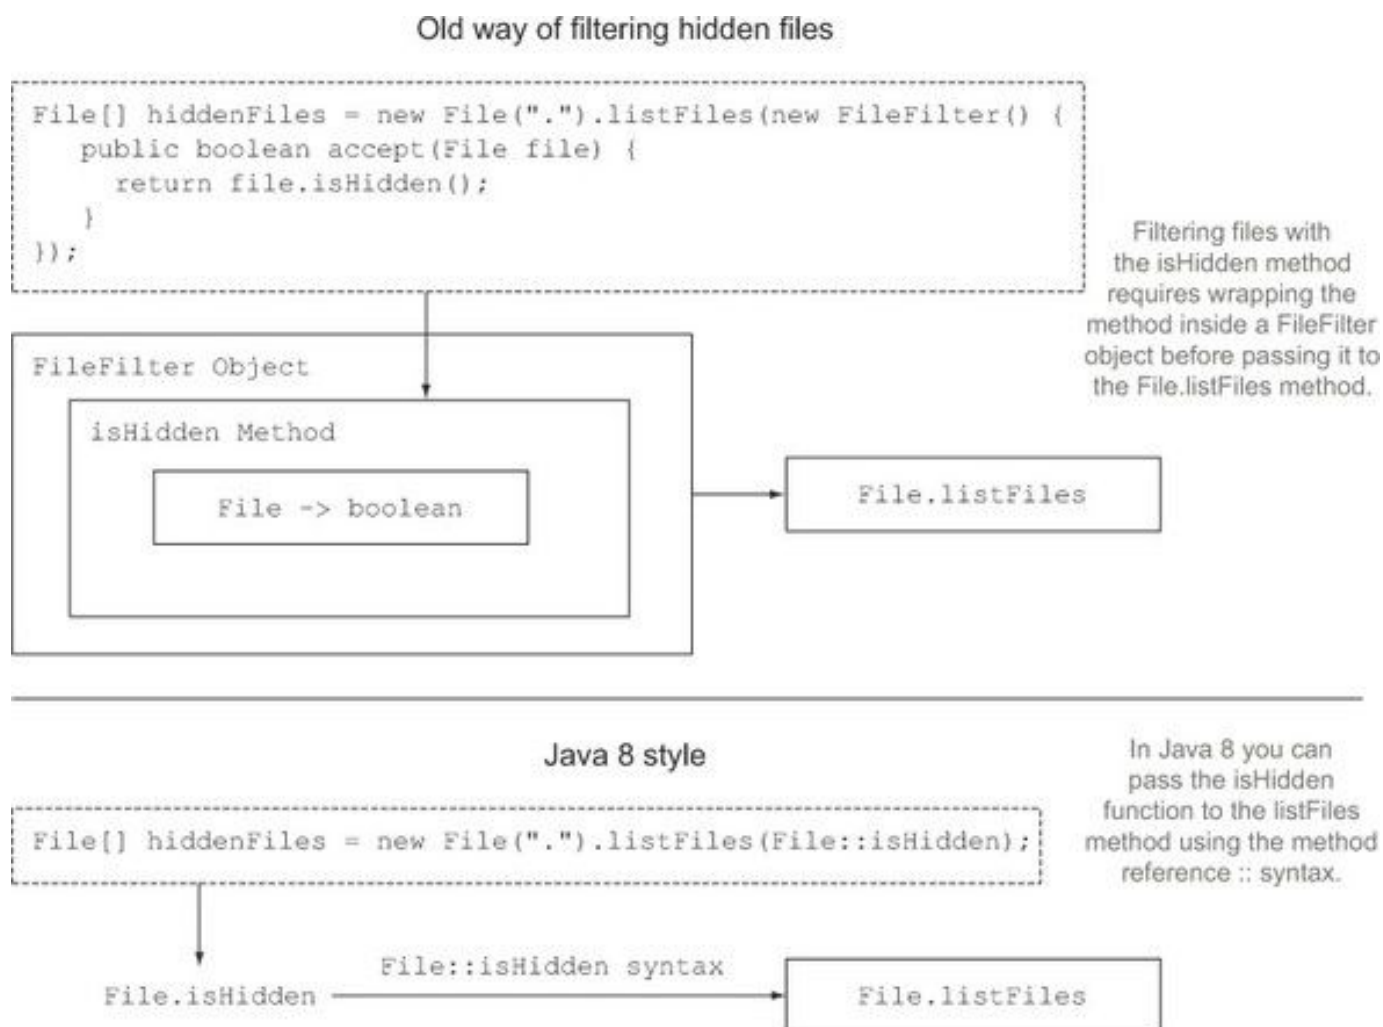 Old way of filtering hidden files
File[] hiddenFiles = new File(".").listFiles(new FileFilter() {
public boolean accept(File file) {
return file.isHidden();
}
});
Filtering files with
the isHidden method
requires wrapping the
method inside a FileFilter
object before passing it to
the File.listFiles method.
FileFilter Object
isHidden Method
File -> boolean
File.listFiles
Java 8 style
In Java 8 you can
pass the isHidden
function to the listFiles
method using the method
reference :: syntax.
File[] hiddenFiles = new File(".").listFiles(File::isHidden);
File::isHidden syntax
File.isHidden
File.listFiles